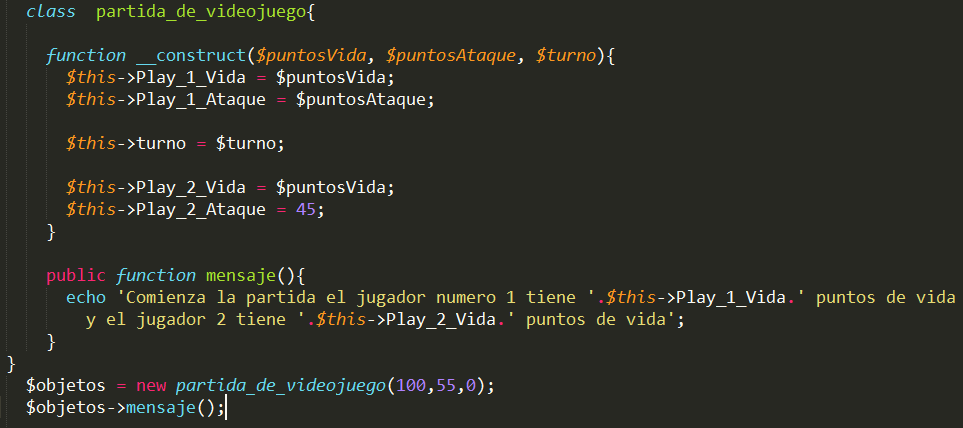 class  partida_de_videojuego{
function __construct($puntosVida, $puntosAtaque, $turno){
$this->Play_1_Vida = $puntosVida;
$this->Play_1_Ataque = $puntosAtaque;
$this->turno = $turno;
$this->Play_2_Vida = $puntosVida;
$this->Play_2_Ataque = 45;
}
public function mensaje(){
echo 'Comienza la partida el jugador numero 1 tiene '.$this->Play_1_Vida.' puntos de vida
y el jugador 2 tiene '.$this->Play_2_Vida.' puntos de vida';
}
}
$objetos = new partida_de_videojuego(100,55,0);
$objetos->mensaje();